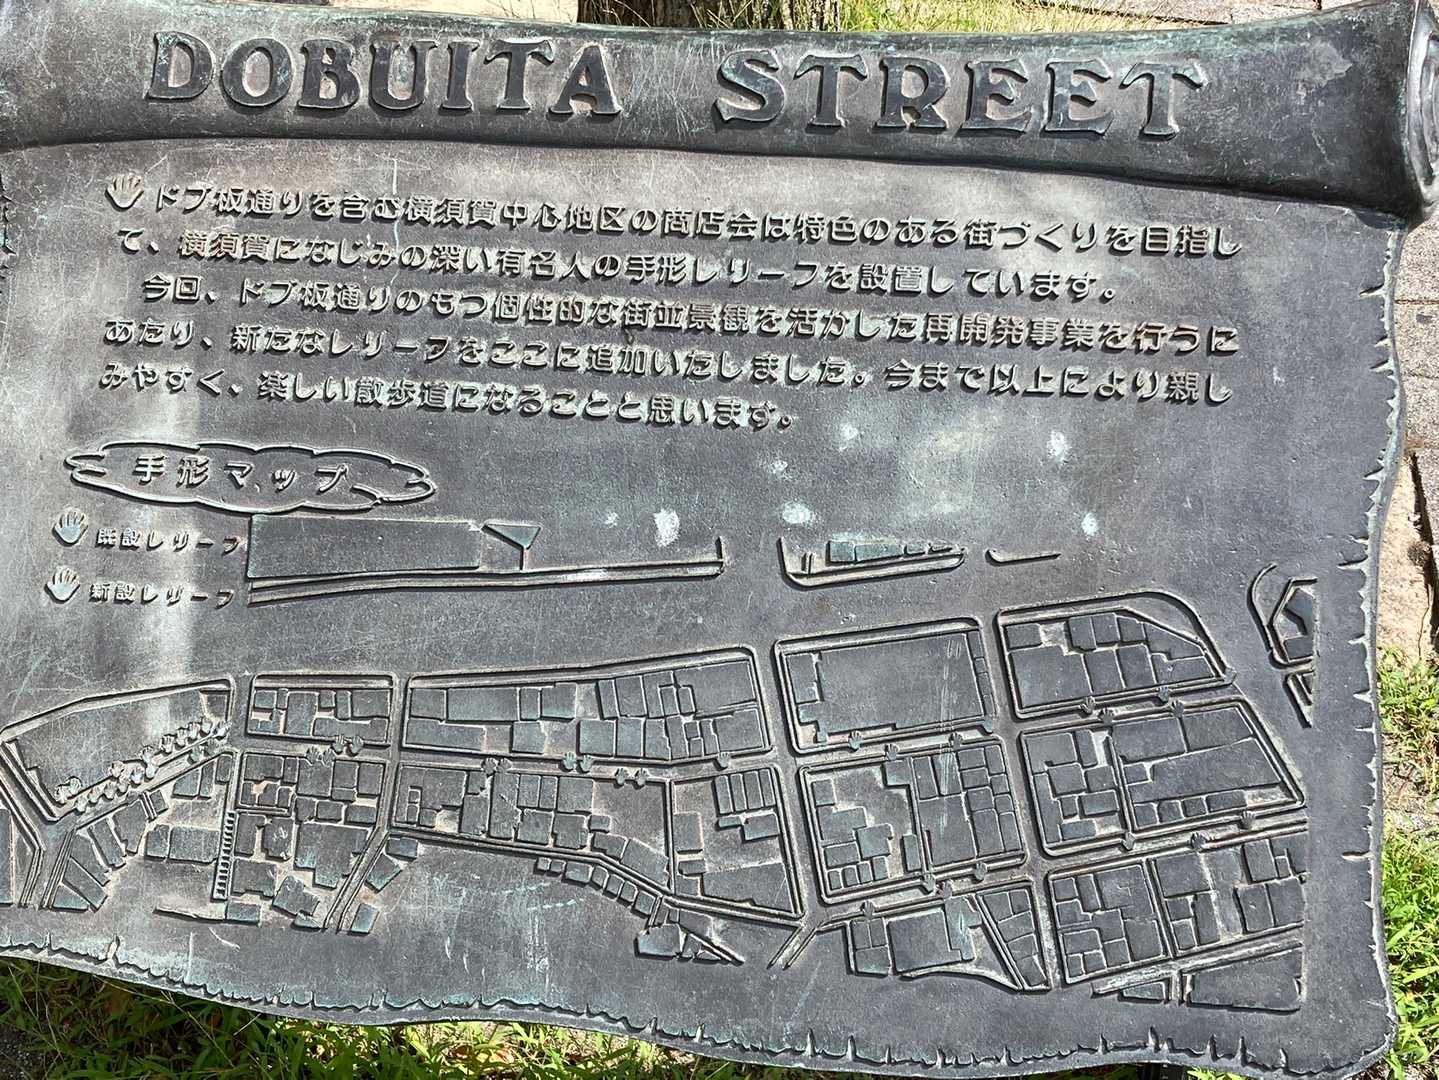 DOBUITA STREET
ドブ板通りを含む横須賀中心地区の商店会は特色のある街づくりを目指し
て、横須賀になじみの深い有名人の手形レリーフを設置しています。
今回、ドブ板通りのもつ個性的な街並景観を活かした再開発事業を行うに
あたり、新たなレリーフをここに追加いたしました。今まで以上により親し
みやすく、楽しい散歩道になることと思います。
手形マップ
既設レリーフ
新設レリーフ